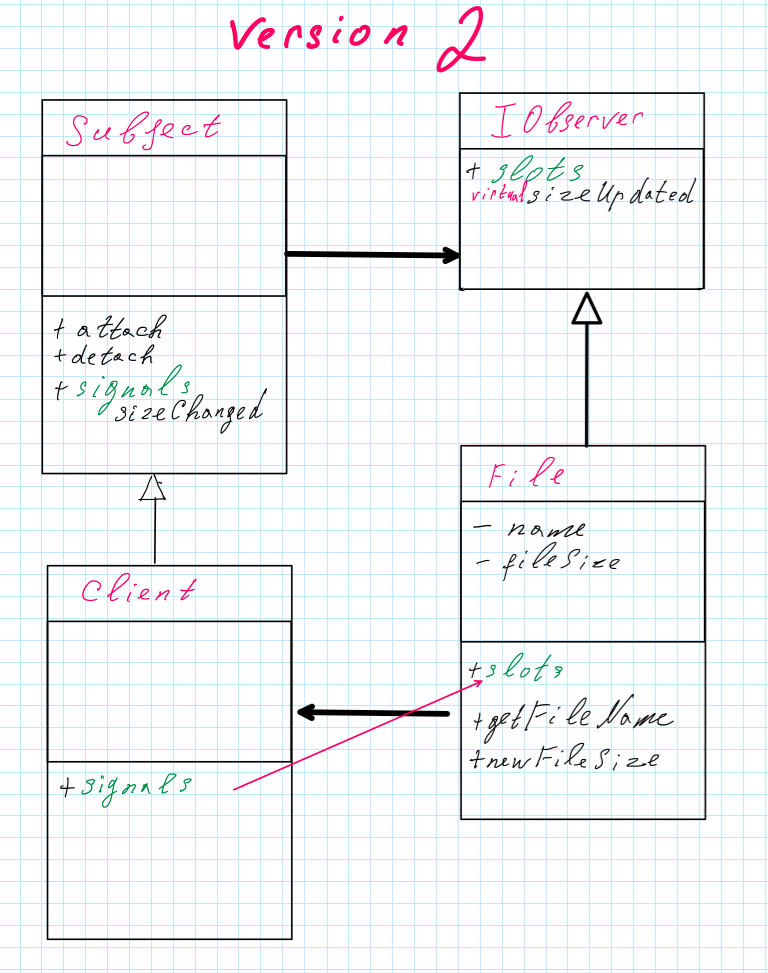 Version 2
Subject
+ attach
+ detach
+ signals
sizeChanged
IObserver
+ slots
virtual sizeUpdated
Client
+ signals
File
- name
- fileSize
+ slots
+ getFileName
+ newFileSize